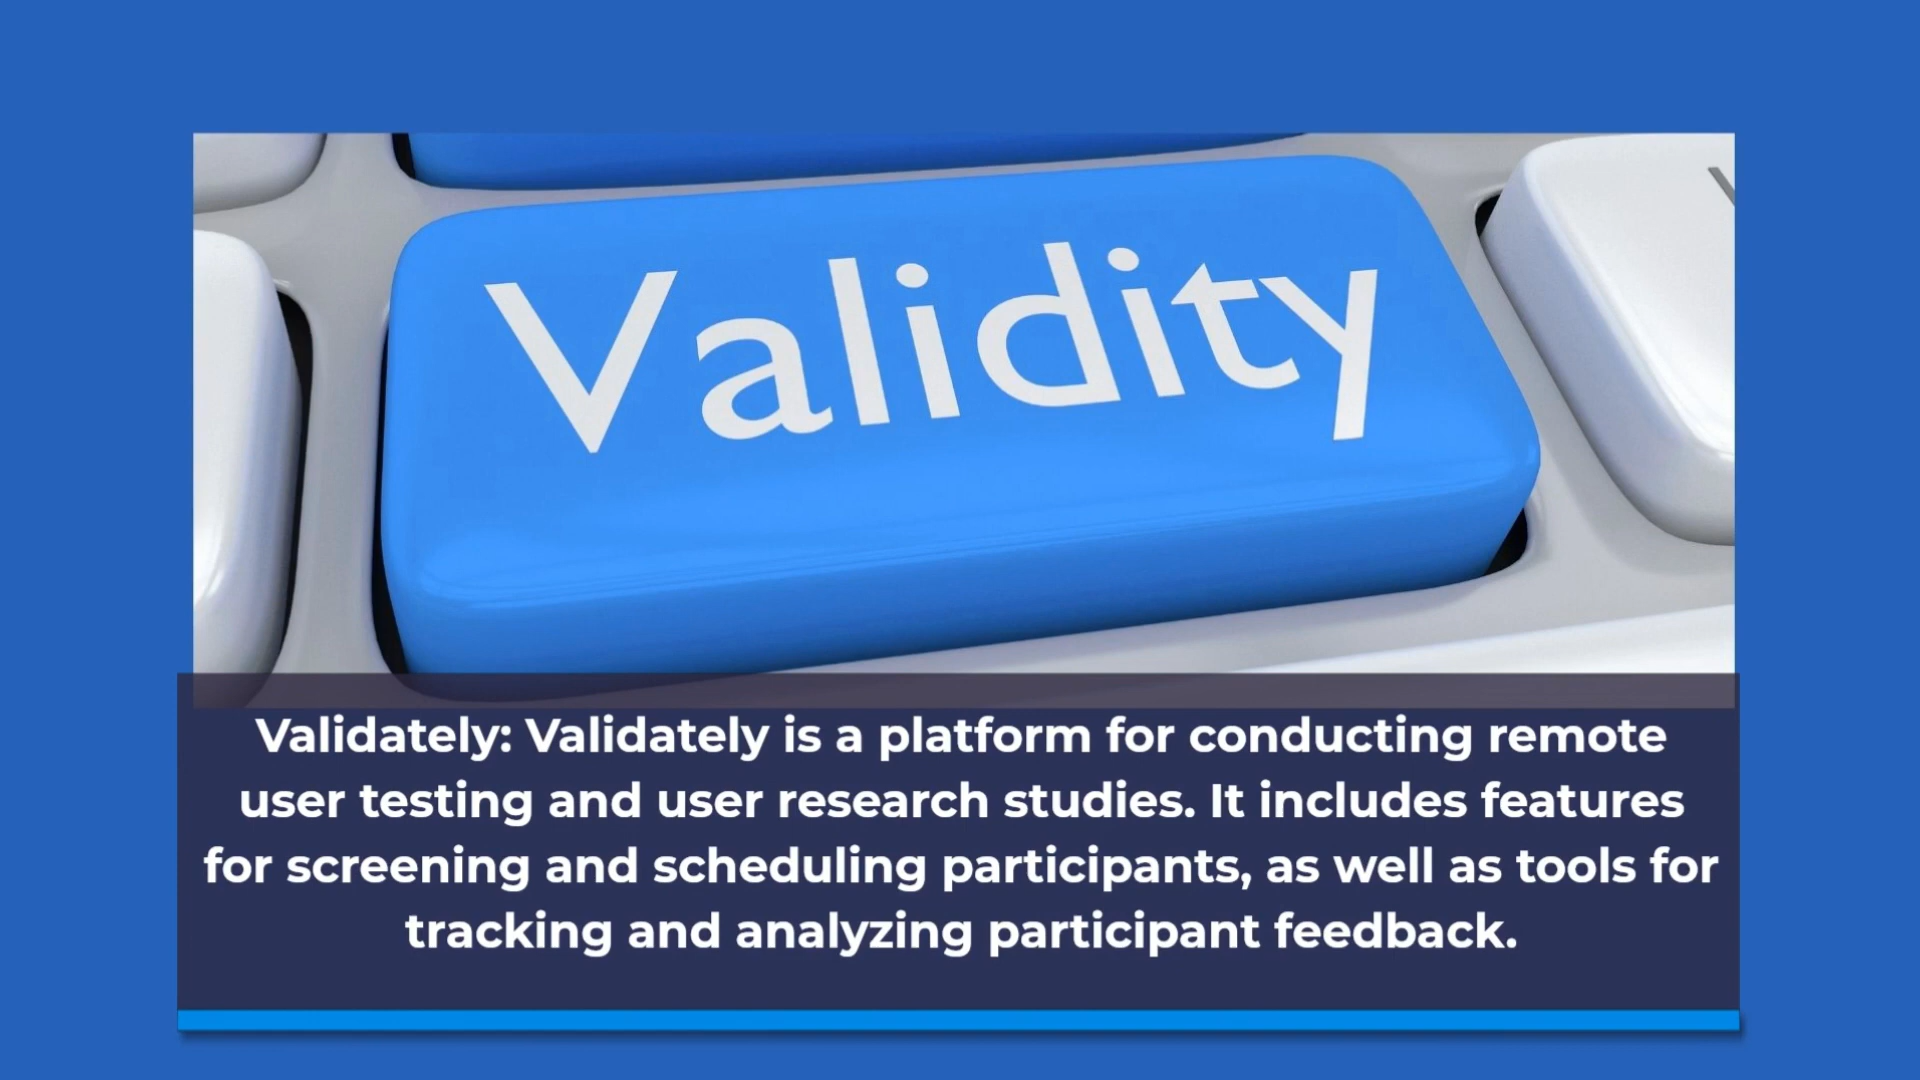 Validity
Validately: Validately is a platform for conducting remote
user testing and user research studies. It includes features
for screening and scheduling participants, as well as tools for
tracking and analyzing participant feedback.